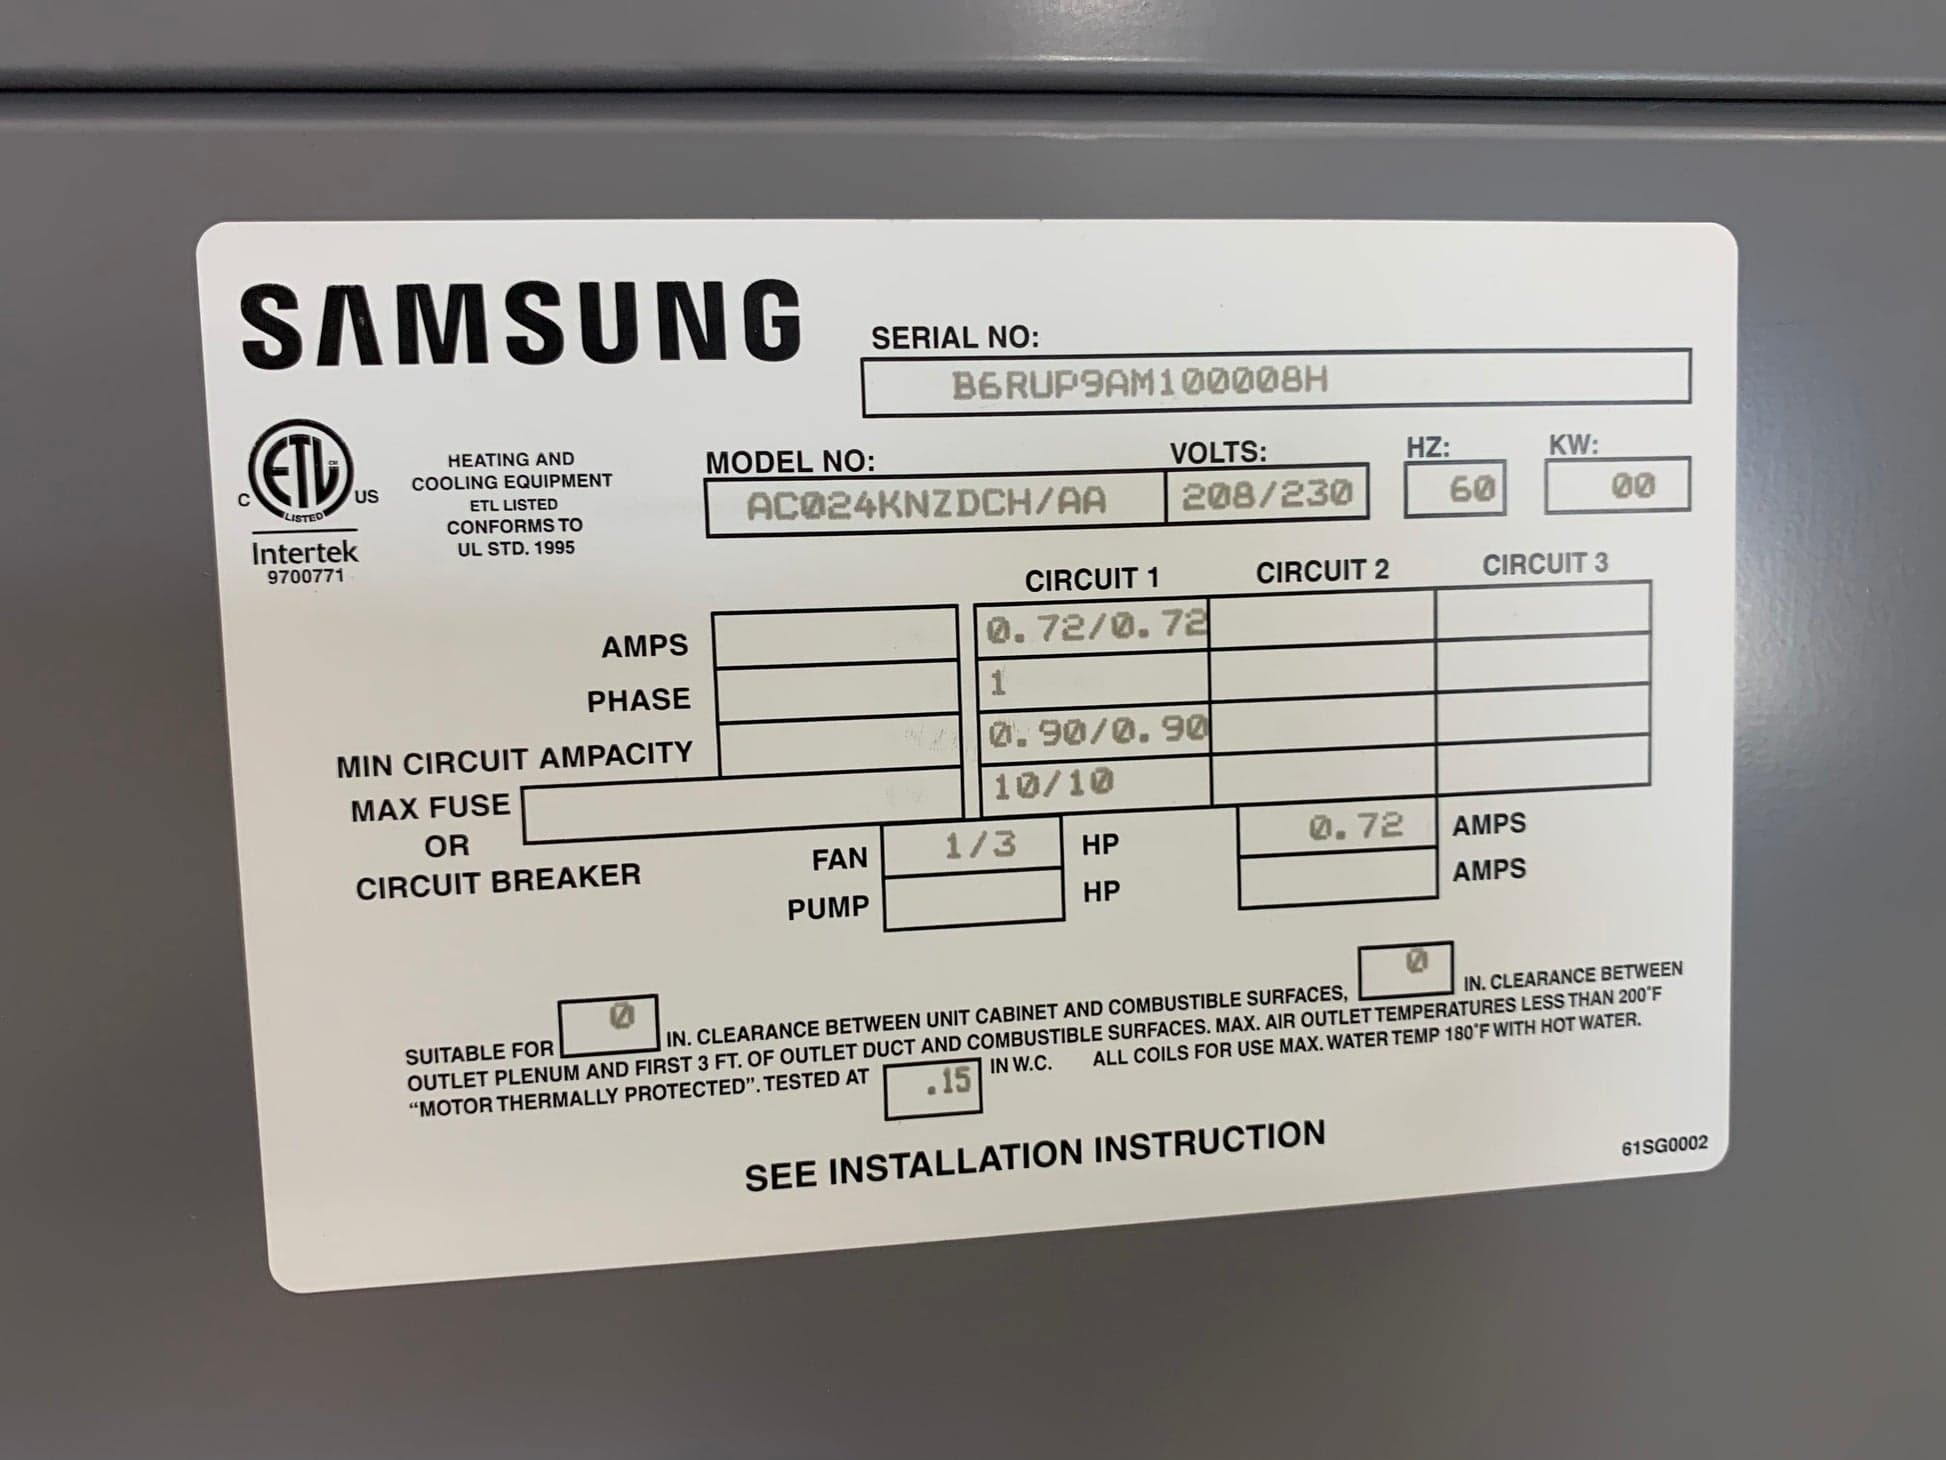 SAMSUNG
SERIAL NO:
B6RUP9AM100008H
C ETL CM US
LISTED
Intertek
9700771
HEATING AND
COOLING EQUIPMENT
ETL LISTED
CONFORMS TO
UL STD. 1995
MODEL NO: VOLTS: HZ: KW:
AC024KNZDCH/AA 208/230 60 00
CIRCUIT 1 CIRCUIT 2 CIRCUIT 3
AMPS 0.72/0.72
PHASE 1
MIN CIRCUIT AMPACITY 0.90/0.90
MAX FUSE 10/10
OR
CIRCUIT BREAKER
FAN 1/3 HP 0.72 AMPS
PUMP HP AMPS
SUITABLE FOR 0 IN. CLEARANCE BETWEEN UNIT CABINET AND COMBUSTIBLE SURFACES, 0 IN. CLEARANCE BETWEEN
OUTLET PLENUM AND FIRST 3 FT. OF OUTLET DUCT AND COMBUSTIBLE SURFACES. MAX. AIR OUTLET TEMPERATURES LESS THAN 200°F
“MOTOR THERMALLY PROTECTED”. TESTED AT .15 IN W.C. ALL COILS FOR USE MAX. WATER TEMP 180°F WITH HOT WATER.
SEE INSTALLATION INSTRUCTION
61SG0002